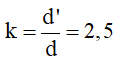 k = d'/d = 2,5